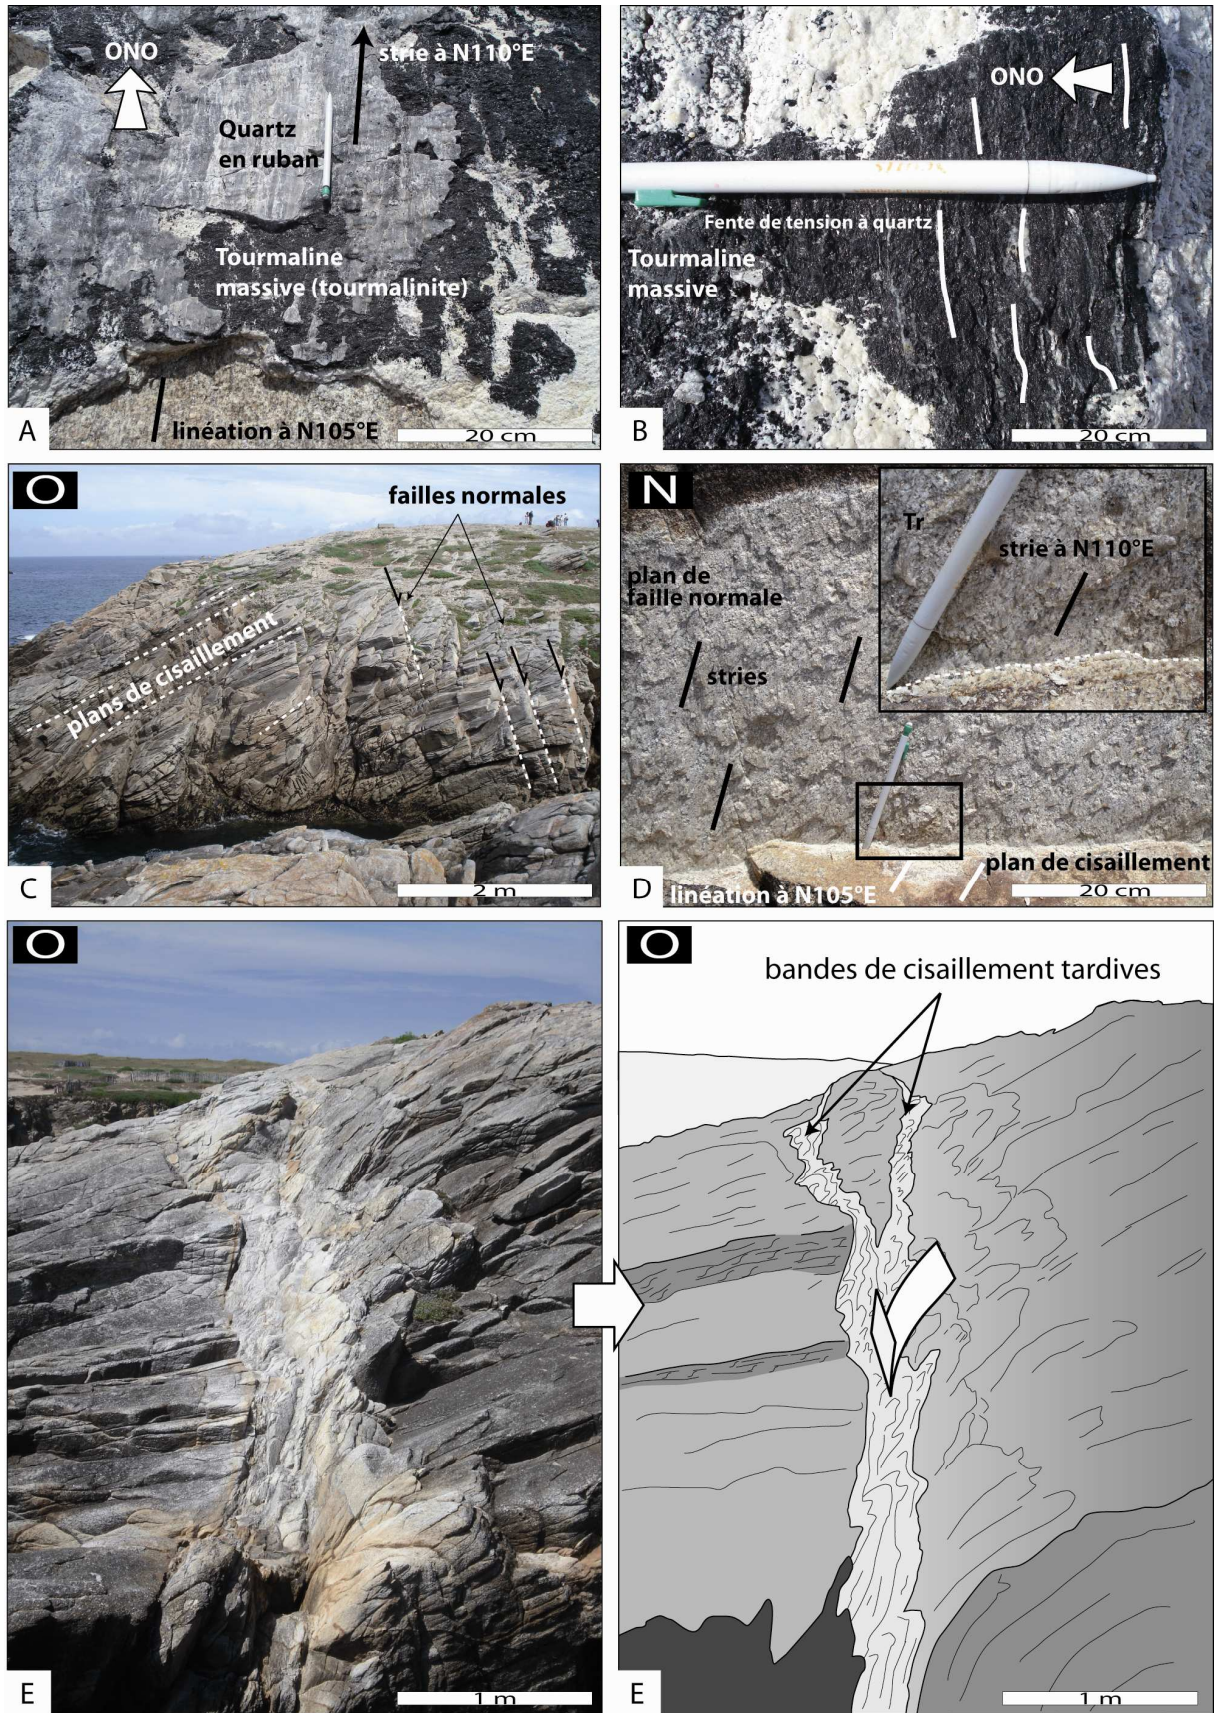 ONO
strie à N110°E
Quartz
en ruban
Tourmaline
massive (tourmalinite)
linéation à N105°E
20 cm
A
ONO
Fente de tension à quartz
Tourmaline
massive
20 cm
B
O
failles normales
plans de cisaillement
2 m
C
N
Tr
strie à N110°E
plan de
faille normale
stries
plan de cisaillement
linéation à N105°E
20 cm
D
O
1 m
E
O
bandes de cisaillement tardives
1 m
E